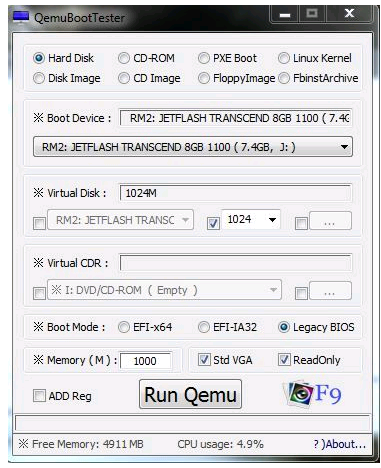 QemuBootTester
Hard Disk CD-ROM PXE Boot Linux Kernel
Disk Image CD Image FloppyImage FbinstArchive
※ Boot Device : RM2: JETFLASH TRANSCEND 8GB 1100 ( 7.4G
RM2: JETFLASH TRANSCEND 8GB 1100 ( 7.4GB, J: )
※ Virtual Disk : 1024M
RM2: JETFLASH TRANSC 1024 ...
※ Virtual CDR :
※ I: DVD/CD-ROM ( Empty ) ...
※ Boot Mode : EFI-x64 EFI-IA32 Legacy BIOS
※ Memory ( M ) : 1000 Std VGA ReadOnly
ADD Reg Run Qemu F9
※ Free Memory: 4911 MB CPU usage: 4.9% ? )About...